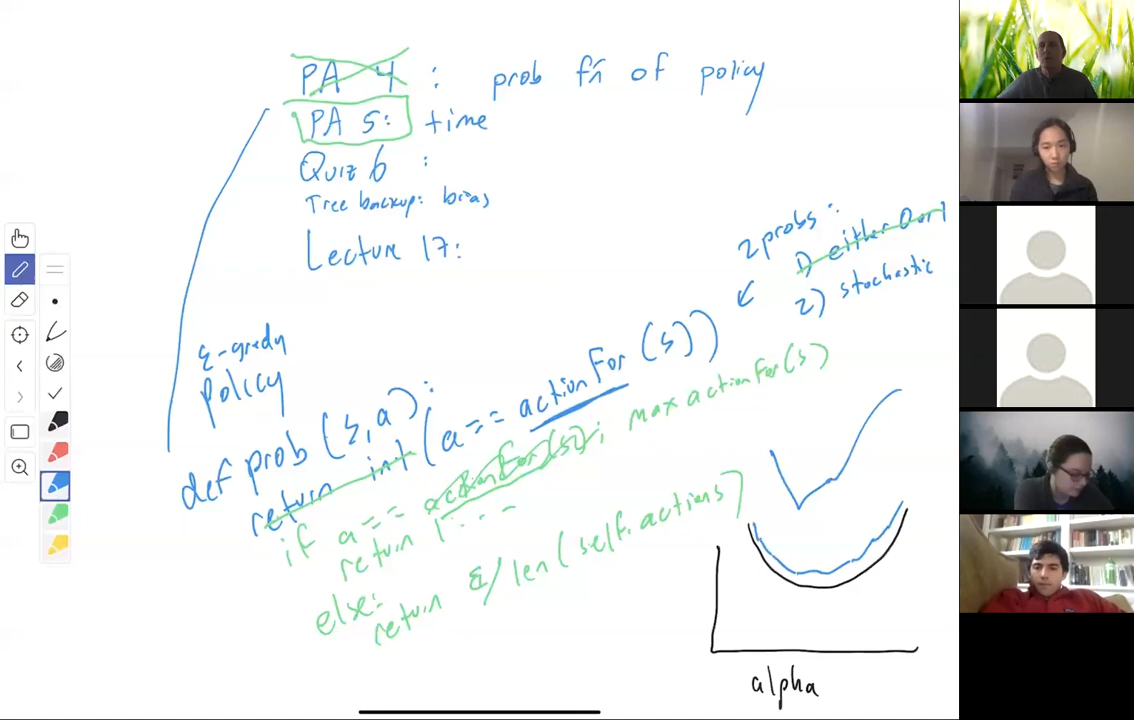 PA 4 : prob fn of policy
PA 5: time
Quiz 6 :
Tree backup: bias
Lecture 17:
2 probs:
1) either 0 or 1
2) stochastic
ε-greedy
policy
def prob (s,a):
return int (a == actionFor (s))
if a == actionFor(s): maxactionFor(s)
return 1 ...
else:
return ε/len(self.actions)
alpha